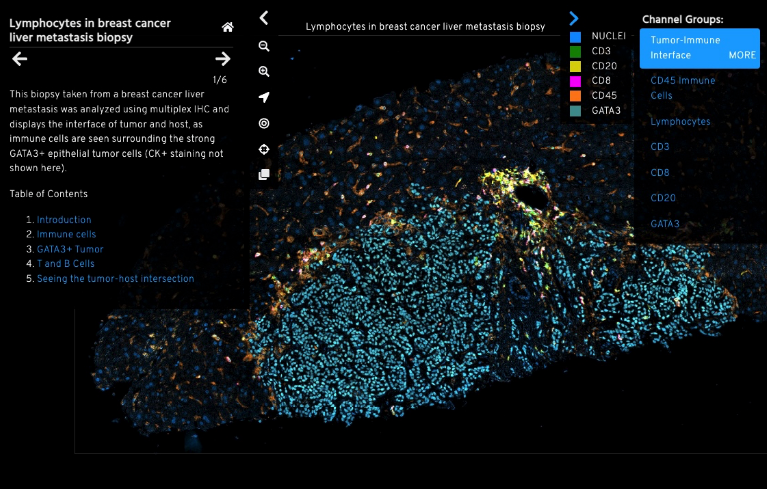 Lymphocytes in breast cancer
liver metastasis biopsy
1/6
This biopsy taken from a breast cancer liver
metastasis was analyzed using multiplex IHC and
displays the interface of tumor and host, as
immune cells are seen surrounding the strong
GATA3+ epithelial tumor cells (CK+ staining not
shown here).
Table of Contents
1. Introduction
2. Immune cells
3. GATA3+ Tumor
4. T and B Cells
5. Seeing the tumor-host intersection
Lymphocytes in breast cancer liver metastasis biopsy
NUCLEI
CD3
CD20
CD8
CD45
GATA3
Channel Groups:
Tumor-Immune
Interface MORE
CD45 Immune
Cells
Lymphocytes
CD3
CD8
CD20
GATA3